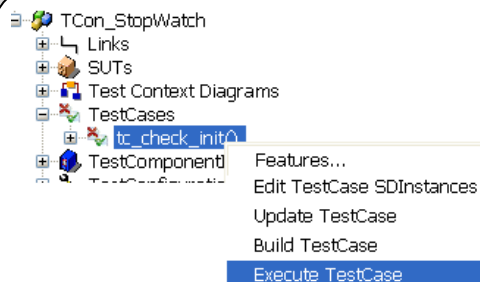 TCon_StopWatch
Links
SUTs
Test Context Diagrams
TestCases
tc_check_init()
Features...
Edit TestCase SDInstances
Update TestCase
Build TestCase
Execute TestCase